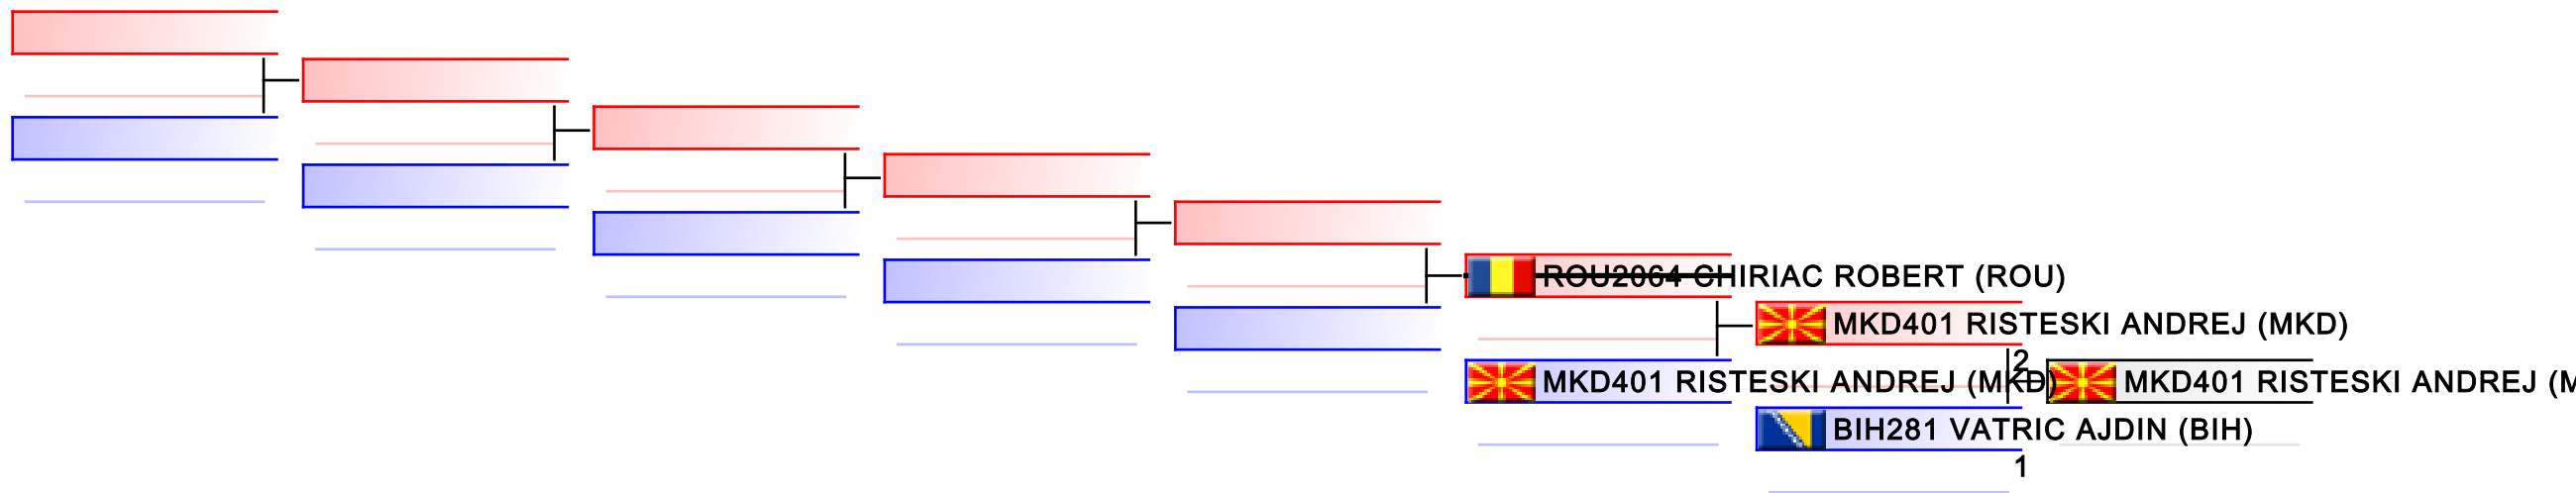 ROU2064 CHIRIAC ROBERT (ROU)
MKD401 RISTESKI ANDREJ (MKD)
2
MKD401 RISTESKI ANDREJ (MKD)
MKD401 RISTESKI ANDREJ (M
BIH281 VATRIC AJDIN (BIH)
1